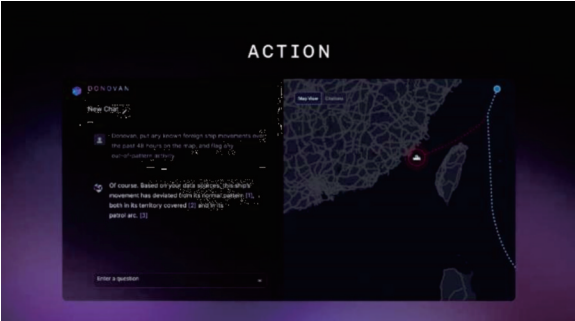 ACTION
DONOVAN
New Chat
Donovan, put any known foreign ship movements over
the past 48 hours on the map, and flag any
out-of-pattern activity.
Of course. Based on your data sources, this ship's
movement has deviated from its normal pattern [1],
both in its territory covered [2] and in its
patrol arc. [3]
Enter a question
Map View